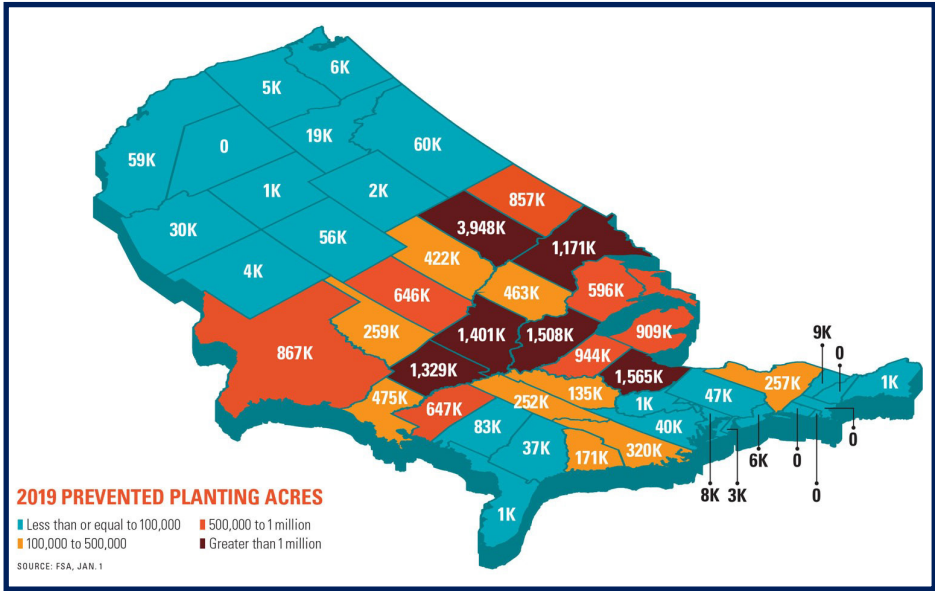 6K
5K
19K
60K
59K
0
1K
2K
857K
30K
56K
3,948K
1,171K
4K
422K
646K
463K
596K
867K
259K
1,401K
1,508K
909K
1,329K
944K
1,565K
475K
647K
252K
135K
1K
47K
257K
9K
0
1K
83K
37K
171K
320K
40K
8K
3K
6K
0
0
0
1K
2019 PREVENTED PLANTING ACRES
Less than or equal to 100,000
500,000 to 1 million
100,000 to 500,000
Greater than 1 million
SOURCE: FSA, JAN. 1